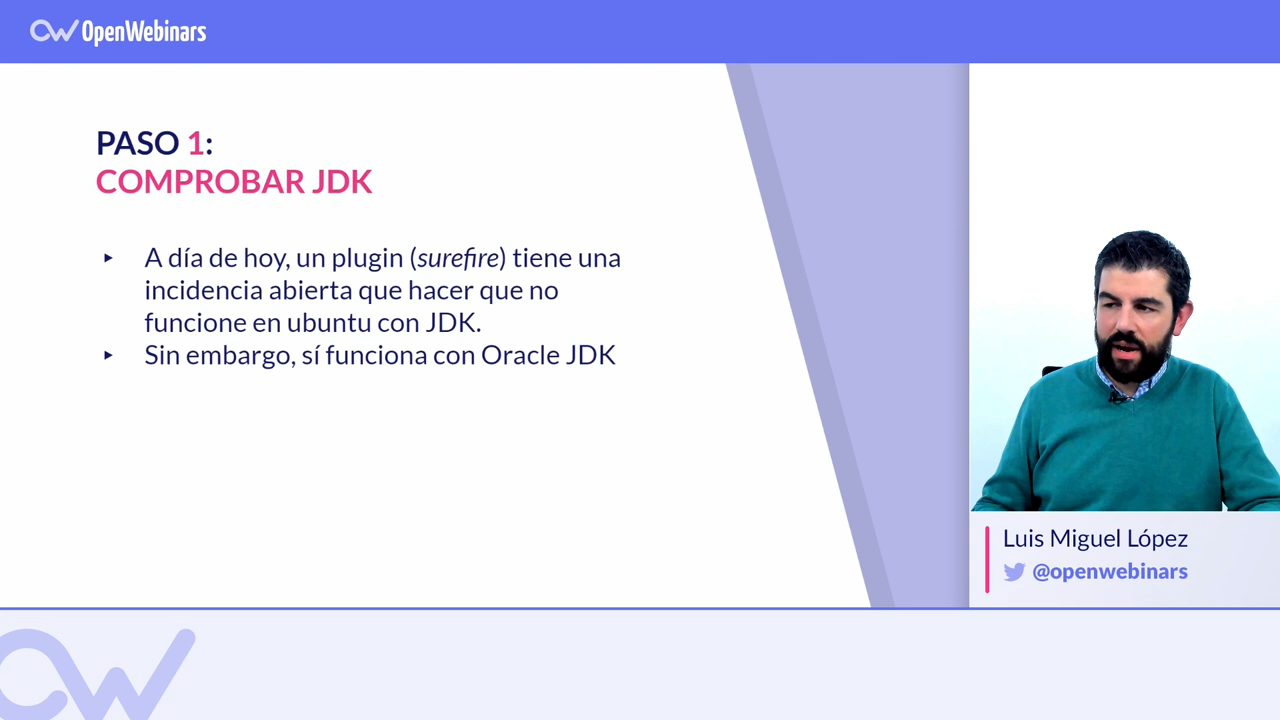 OpenWebinars
PASO 1:
COMPROBAR JDK
‣ A día de hoy, un plugin (surefire) tiene una
incidencia abierta que hacer que no
funcione en ubuntu con JDK.
‣ Sin embargo, sí funciona con Oracle JDK
Luis Miguel López
@openwebinars